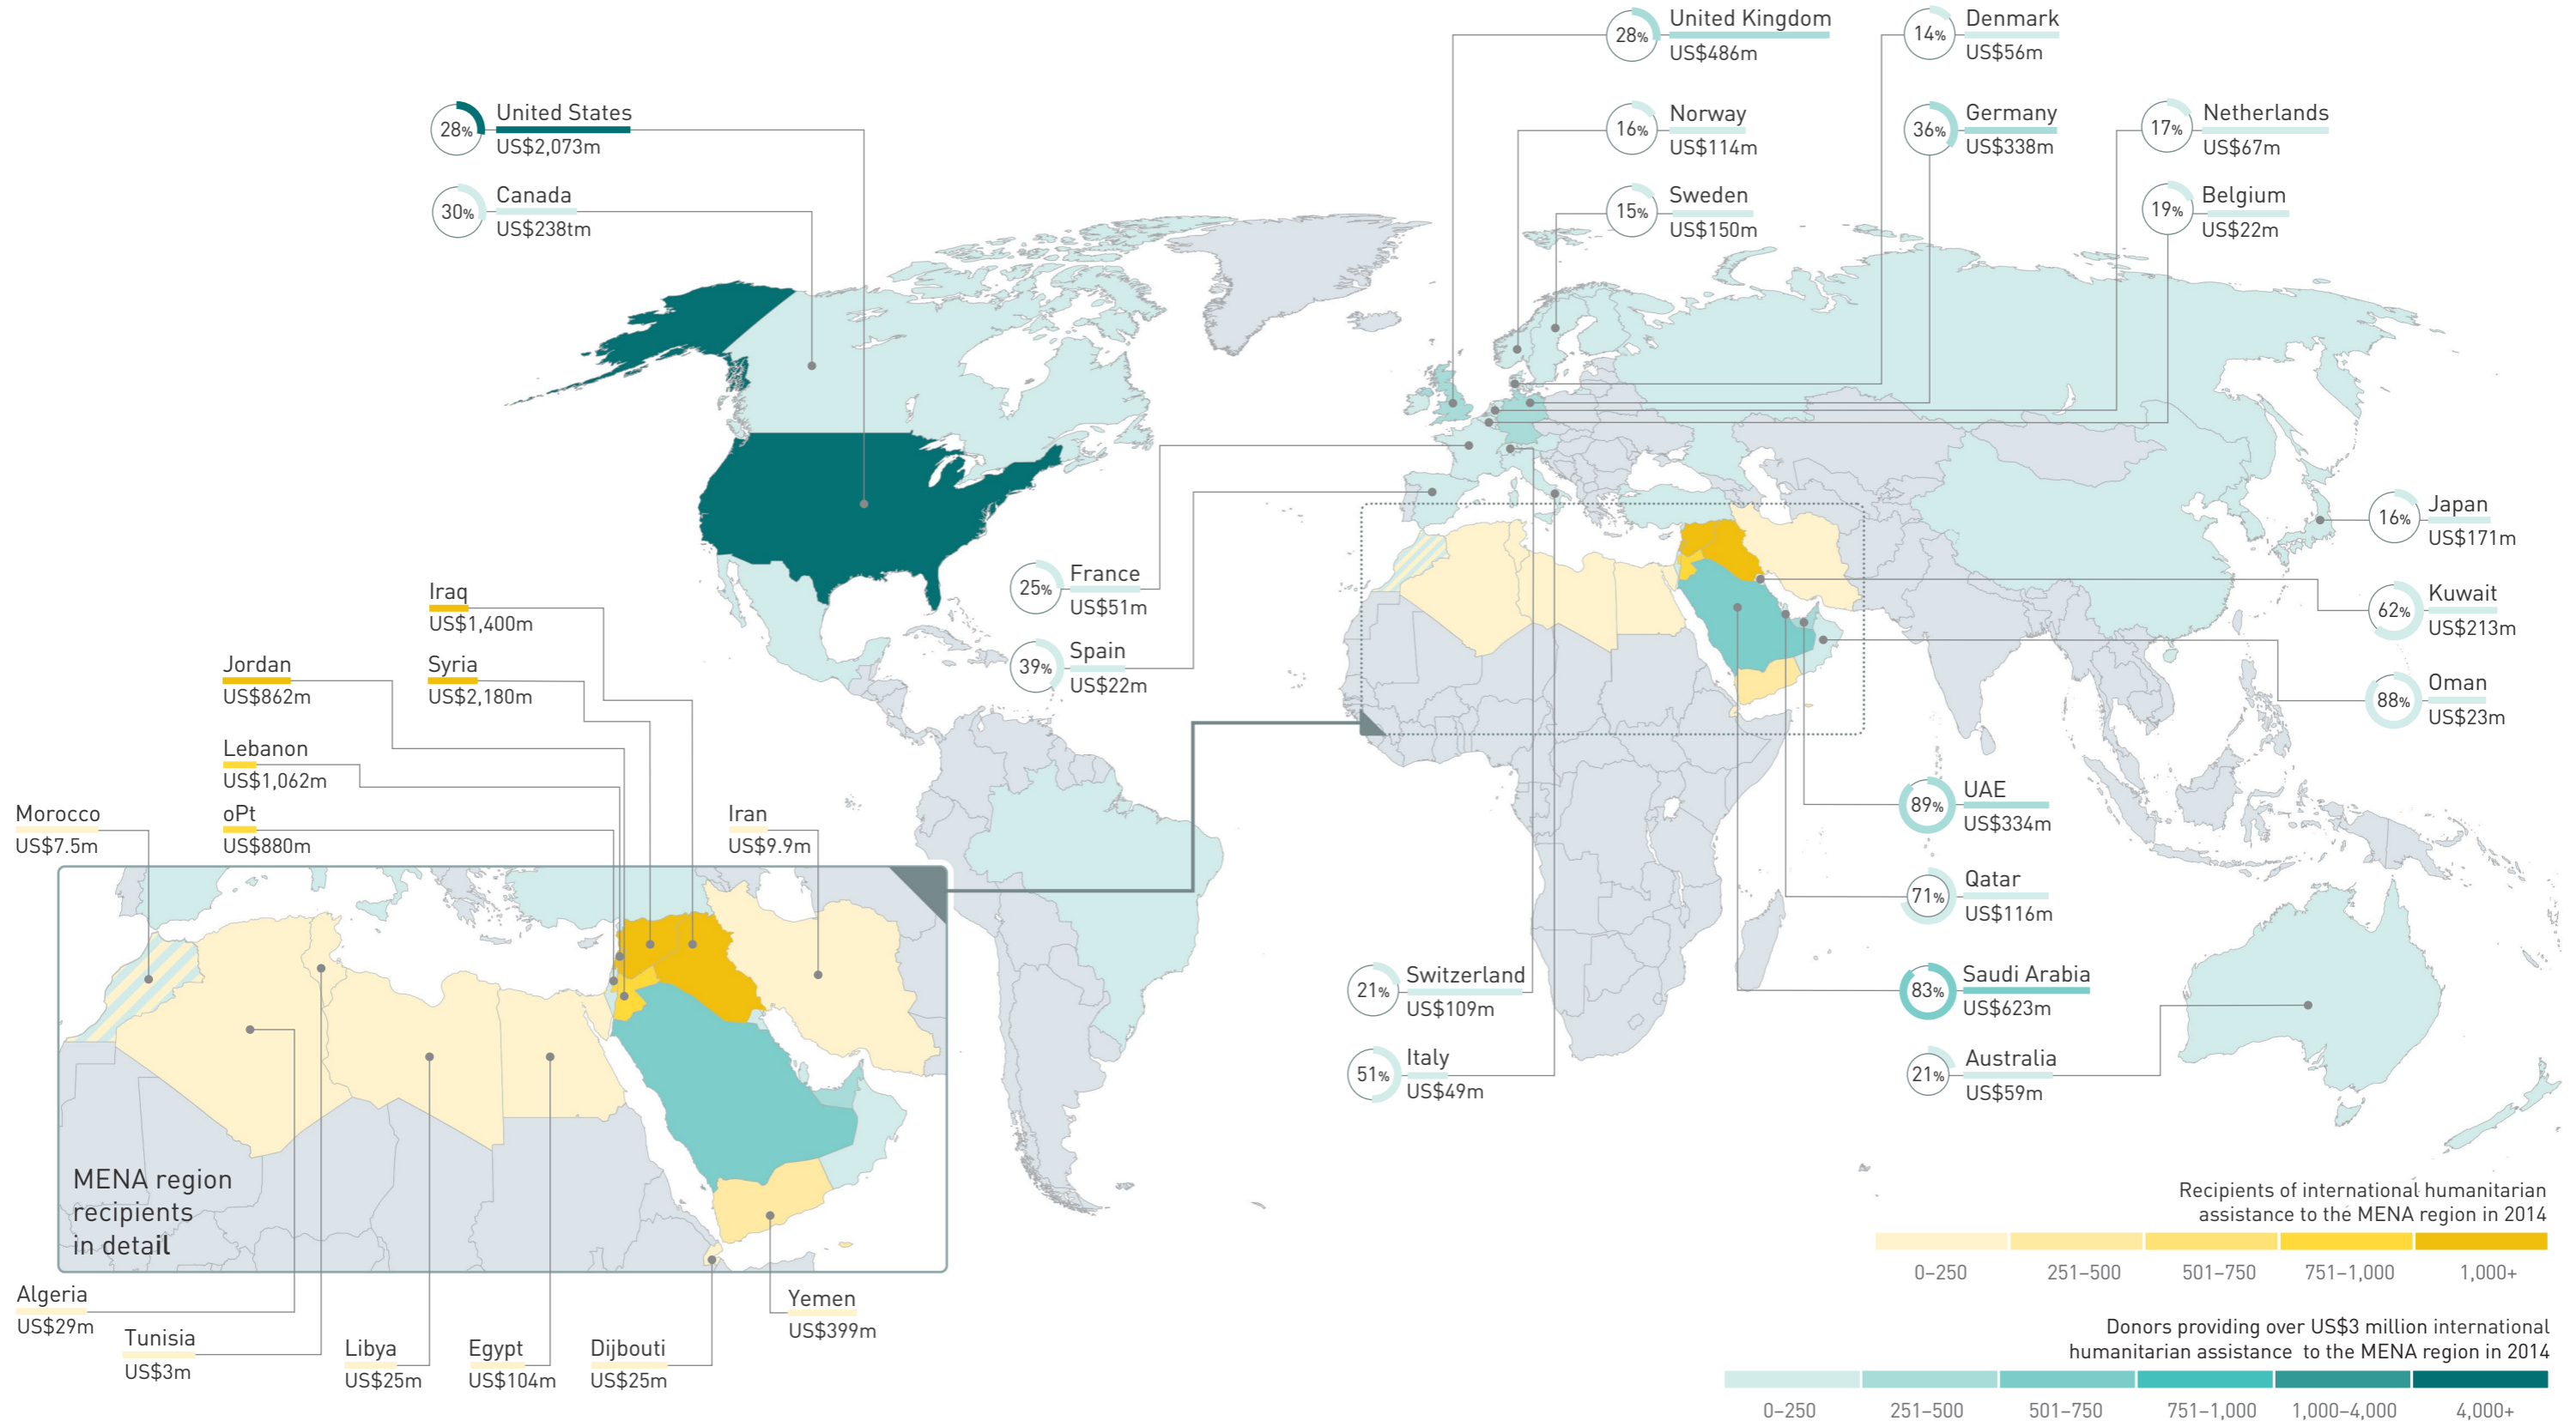 United Kingdom
28%
US$486m
Denmark
14%
US$56m
United States
28%
US$2,073m
Norway
16%
US$114m
Germany
36%
US$338m
Netherlands
17%
US$67m
Canada
30%
US$238tm
Sweden
15%
US$150m
Belgium
19%
US$22m
Japan
16%
US$171m
France
25%
US$51m
Kuwait
62%
US$213m
Spain
39%
US$22m
Oman
88%
US$23m
Iraq
US$1,400m
Jordan
US$862m
Syria
US$2,180m
Lebanon
US$1,062m
Morocco
US$7.5m
oPt
US$880m
Iran
US$9.9m
UAE
89%
US$334m
Qatar
71%
US$116m
Switzerland
21%
US$109m
Saudi Arabia
83%
US$623m
Italy
51%
US$49m
Australia
21%
US$59m
MENA region
recipients
in detail
Algeria
US$29m
Tunisia
US$3m
Libya
US$25m
Egypt
US$104m
Dijbouti
US$25m
Yemen
US$399m
Recipients of international humanitarian
assistance to the MENA region in 2014
0–250 251–500 501–750 751–1,000 1,000+
Donors providing over US$3 million international
humanitarian assistance to the MENA region in 2014
0–250 251–500 501–750 751–1,000 1,000–4,000 4,000+